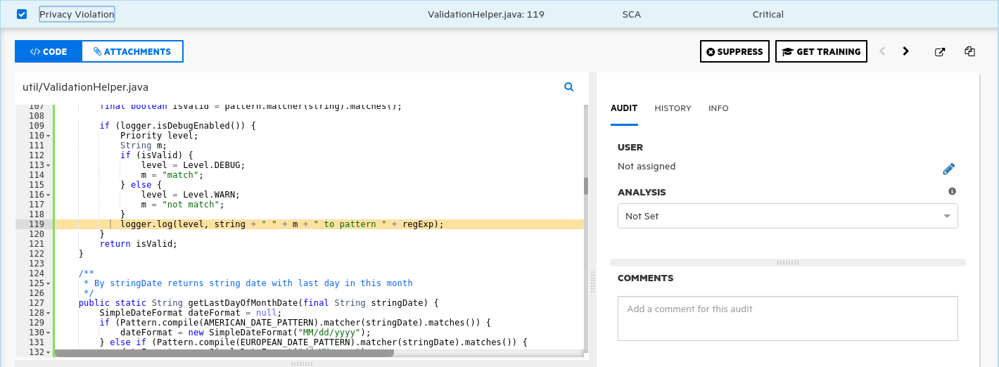 Privacy Violation ValidationHelper.java: 119 SCA Critical
</> CODE ATTACHMENTS SUPPRESS GET TRAINING
util/ValidationHelper.java
107 final boolean isValid = pattern.matcher(string).matches();
108
109 if (logger.isDebugEnabled()) {
110 Priority level;
111 String m;
112 if (isValid) {
113 level = Level.DEBUG;
114 m = "match";
115 } else {
116 level = Level.WARN;
117 m = "not match";
118 }
119 logger.log(level, string + " " + m + " to pattern " + regExp);
120 }
121 return isValid;
122 }
123
124 /**
125 * By stringDate returns string date with last day in this month
126 */
127 public static String getLastDayOfMonthDate(final String stringDate) {
128 SimpleDateFormat dateFormat = null;
129 if (Pattern.compile(AMERICAN_DATE_PATTERN).matcher(stringDate).matches()) {
130 dateFormat = new SimpleDateFormat("MM/dd/yyyy");
131 } else if (Pattern.compile(EUROPEAN_DATE_PATTERN).matcher(stringDate).matches()) {
132
AUDIT HISTORY INFO
USER
Not assigned
ANALYSIS
Not Set
COMMENTS
Add a comment for this audit